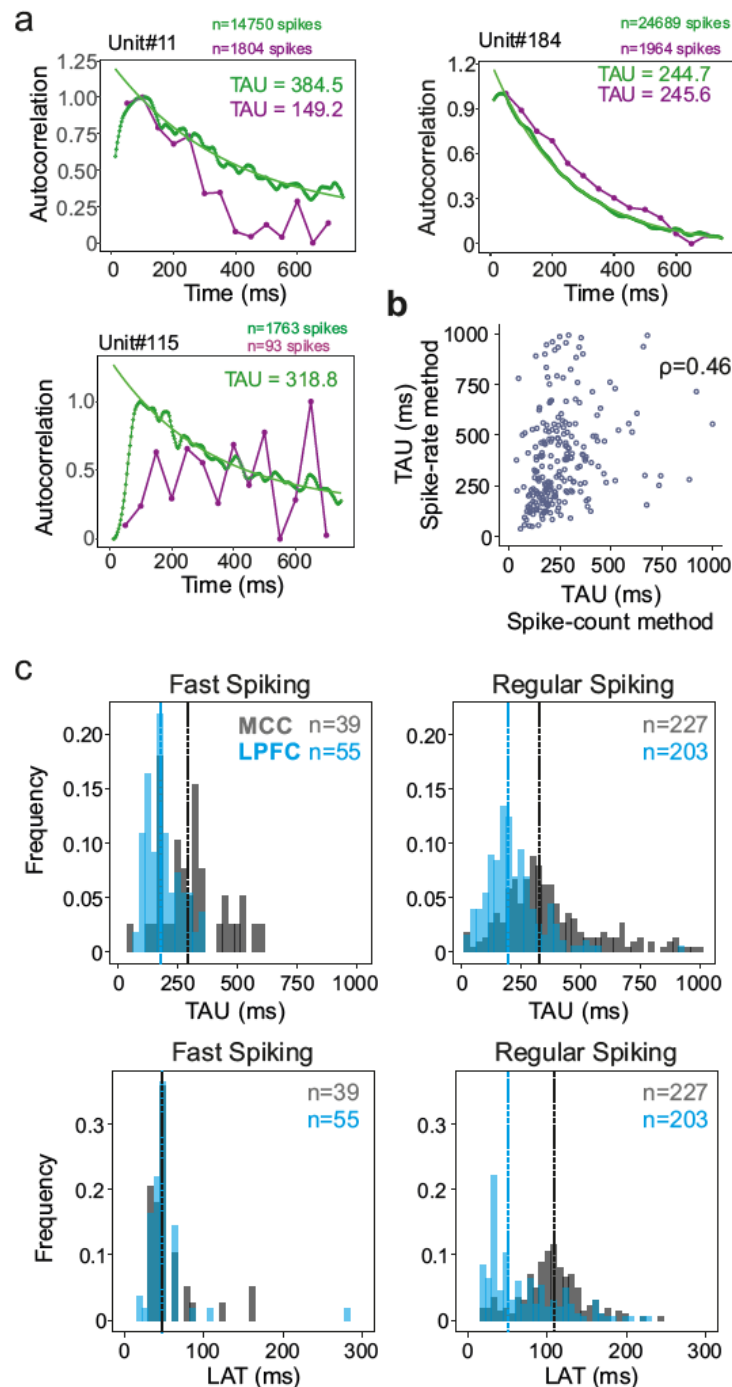 a
Unit#11
n=14750 spikes
n=1804 spikes
TAU = 384.5
TAU = 149.2
Autocorrelation
1.25
1.00
0.75
0.50
0.25
0
0 200 400 600
Time (ms)
Unit#184
n=24689 spikes
n=1964 spikes
TAU = 244.7
TAU = 245.6
Autocorrelation
1.2
0.9
0.6
0.3
0
0 200 400 600
Time (ms)
Unit#115
n=1763 spikes
n=93 spikes
TAU = 318.8
Autocorrelation
1.0
0.5
0
0 200 400 600
Time (ms)
b
ρ=0.46
TAU (ms)
Spike-rate method
1000
750
500
250
0
0 250 500 750 1000
TAU (ms)
Spike-count method
c
Fast Spiking
MCC n=39
LPFC n=55
Frequency
0.20
0.15
0.10
0.05
0
0 250 500 750 1000
TAU (ms)
Regular Spiking
n=227
n=203
0.20
0.15
0.10
0.05
0
0 250 500 750 1000
TAU (ms)
Fast Spiking
n=39
n=55
Frequency
0.3
0.2
0.1
0
0 100 200 300
LAT (ms)
Regular Spiking
n=227
n=203
0.3
0.2
0.1
0
0 100 200 300
LAT (ms)